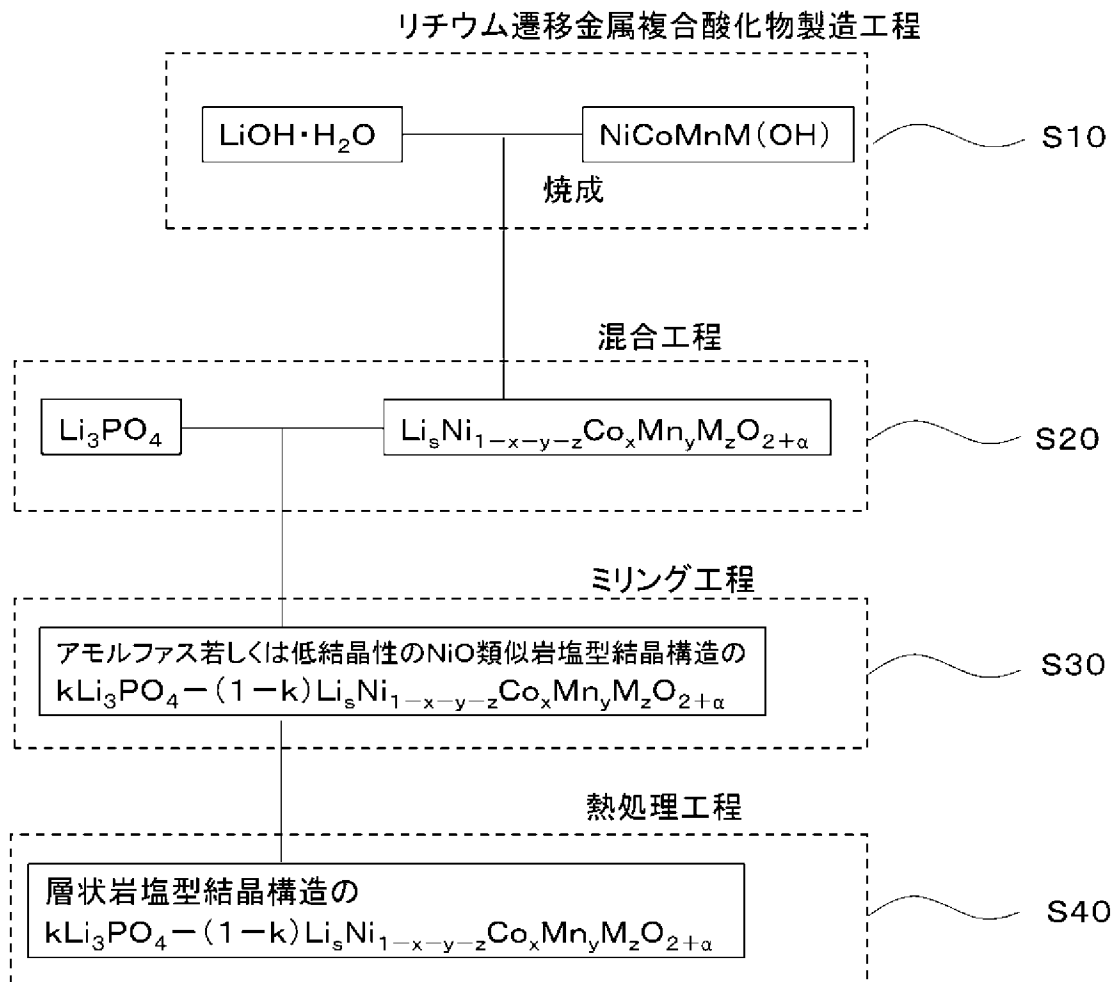 リチウム遷移金属複合酸化物製造工程
LiOH・H₂O
NiCoMnM(OH)
S10
焼成
混合工程
Li₃PO₄
LiₛNi₁₋ₓ₋ᵧ₋zCoₓMnᵧMzO₂₊α
S20
ミリング工程
アモルファス若しくは低結晶性のNiO類似岩塩型結晶構造の
kLi₃PO₄−(1−k)LiₛNi₁₋ₓ₋ᵧ₋zCoₓMnᵧMzO₂₊α
S30
熱処理工程
層状岩塩型結晶構造の
kLi₃PO₄−(1−k)LiₛNi₁₋ₓ₋ᵧ₋zCoₓMnᵧMzO₂₊α
S40